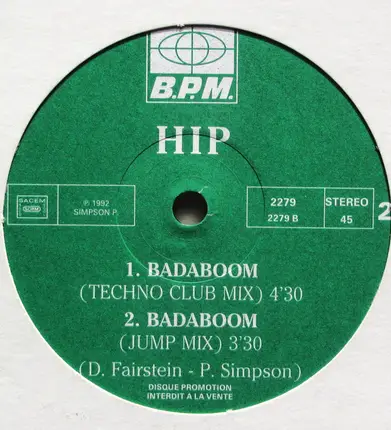 B.P.M.
HIP
SACEM
SDRM
℗ 1992
SIMPSON P.
2279
2279 B
STEREO
45
2
1. BADABOOM
(TECHNO CLUB MIX) 4'30
2. BADABOOM
(JUMP MIX) 3'30
(D. Fairstein - P. Simpson)
DISQUE PROMOTION
INTERDIT A LA VENTE